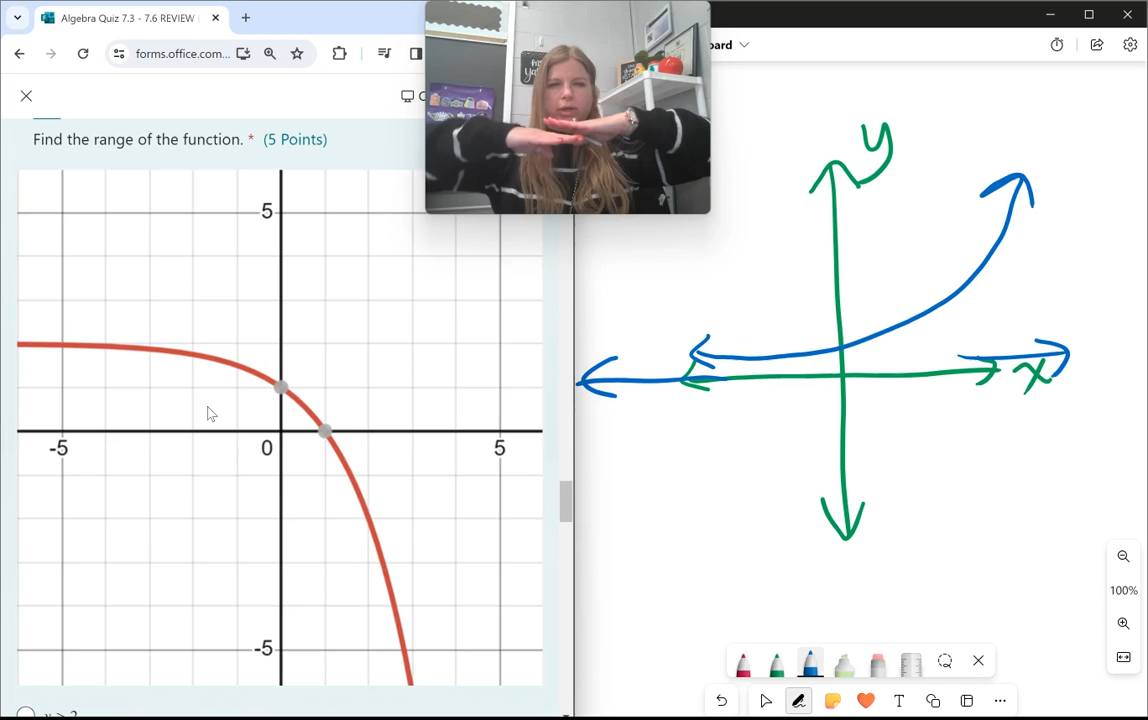 Algebra Quiz 7.3 - 7.6 REVIEW (
forms.office.com...
oard
Find the range of the function. * (5 Points)
5
-5
0
5
-5
y
x
100%
T